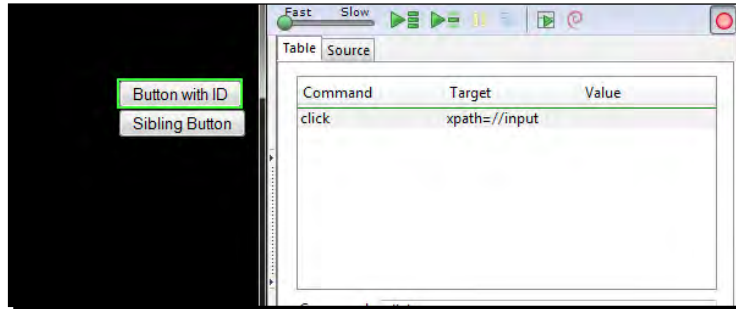 Fast Slow
Table Source
Button with ID
Sibling Button
Command Target Value
click xpath=//input